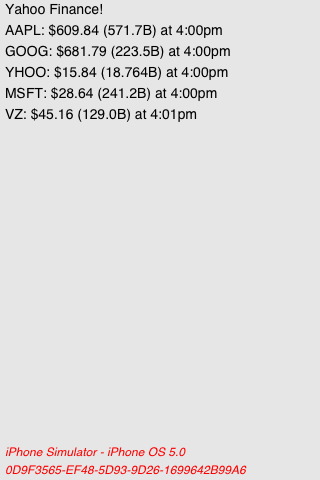 Yahoo Finance!
AAPL: $609.84 (571.7B) at 4:00pm
GOOG: $681.79 (223.5B) at 4:00pm
YHOO: $15.84 (18.764B) at 4:00pm
MSFT: $28.64 (241.2B) at 4:00pm
VZ: $45.16 (129.0B) at 4:01pm
iPhone Simulator - iPhone OS 5.0
0D9F3565-EF48-5D93-9D26-1699642B99A6